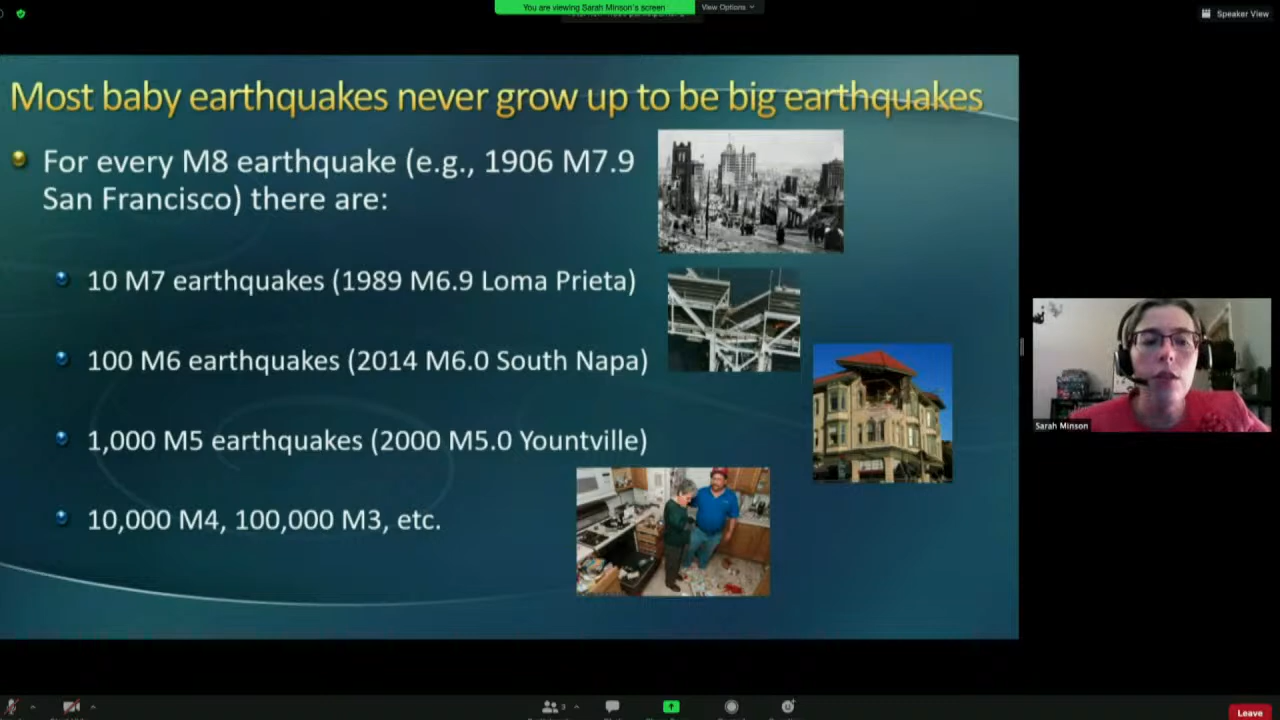 You are viewing Sarah Minson's screen
View Options
Speaker View
Most baby earthquakes never grow up to be big earthquakes
For every M8 earthquake (e.g., 1906 M7.9
San Francisco) there are:
10 M7 earthquakes (1989 M6.9 Loma Prieta)
100 M6 earthquakes (2014 M6.0 South Napa)
1,000 M5 earthquakes (2000 M5.0 Yountville)
10,000 M4, 100,000 M3, etc.
Sarah Minson
3
Leave